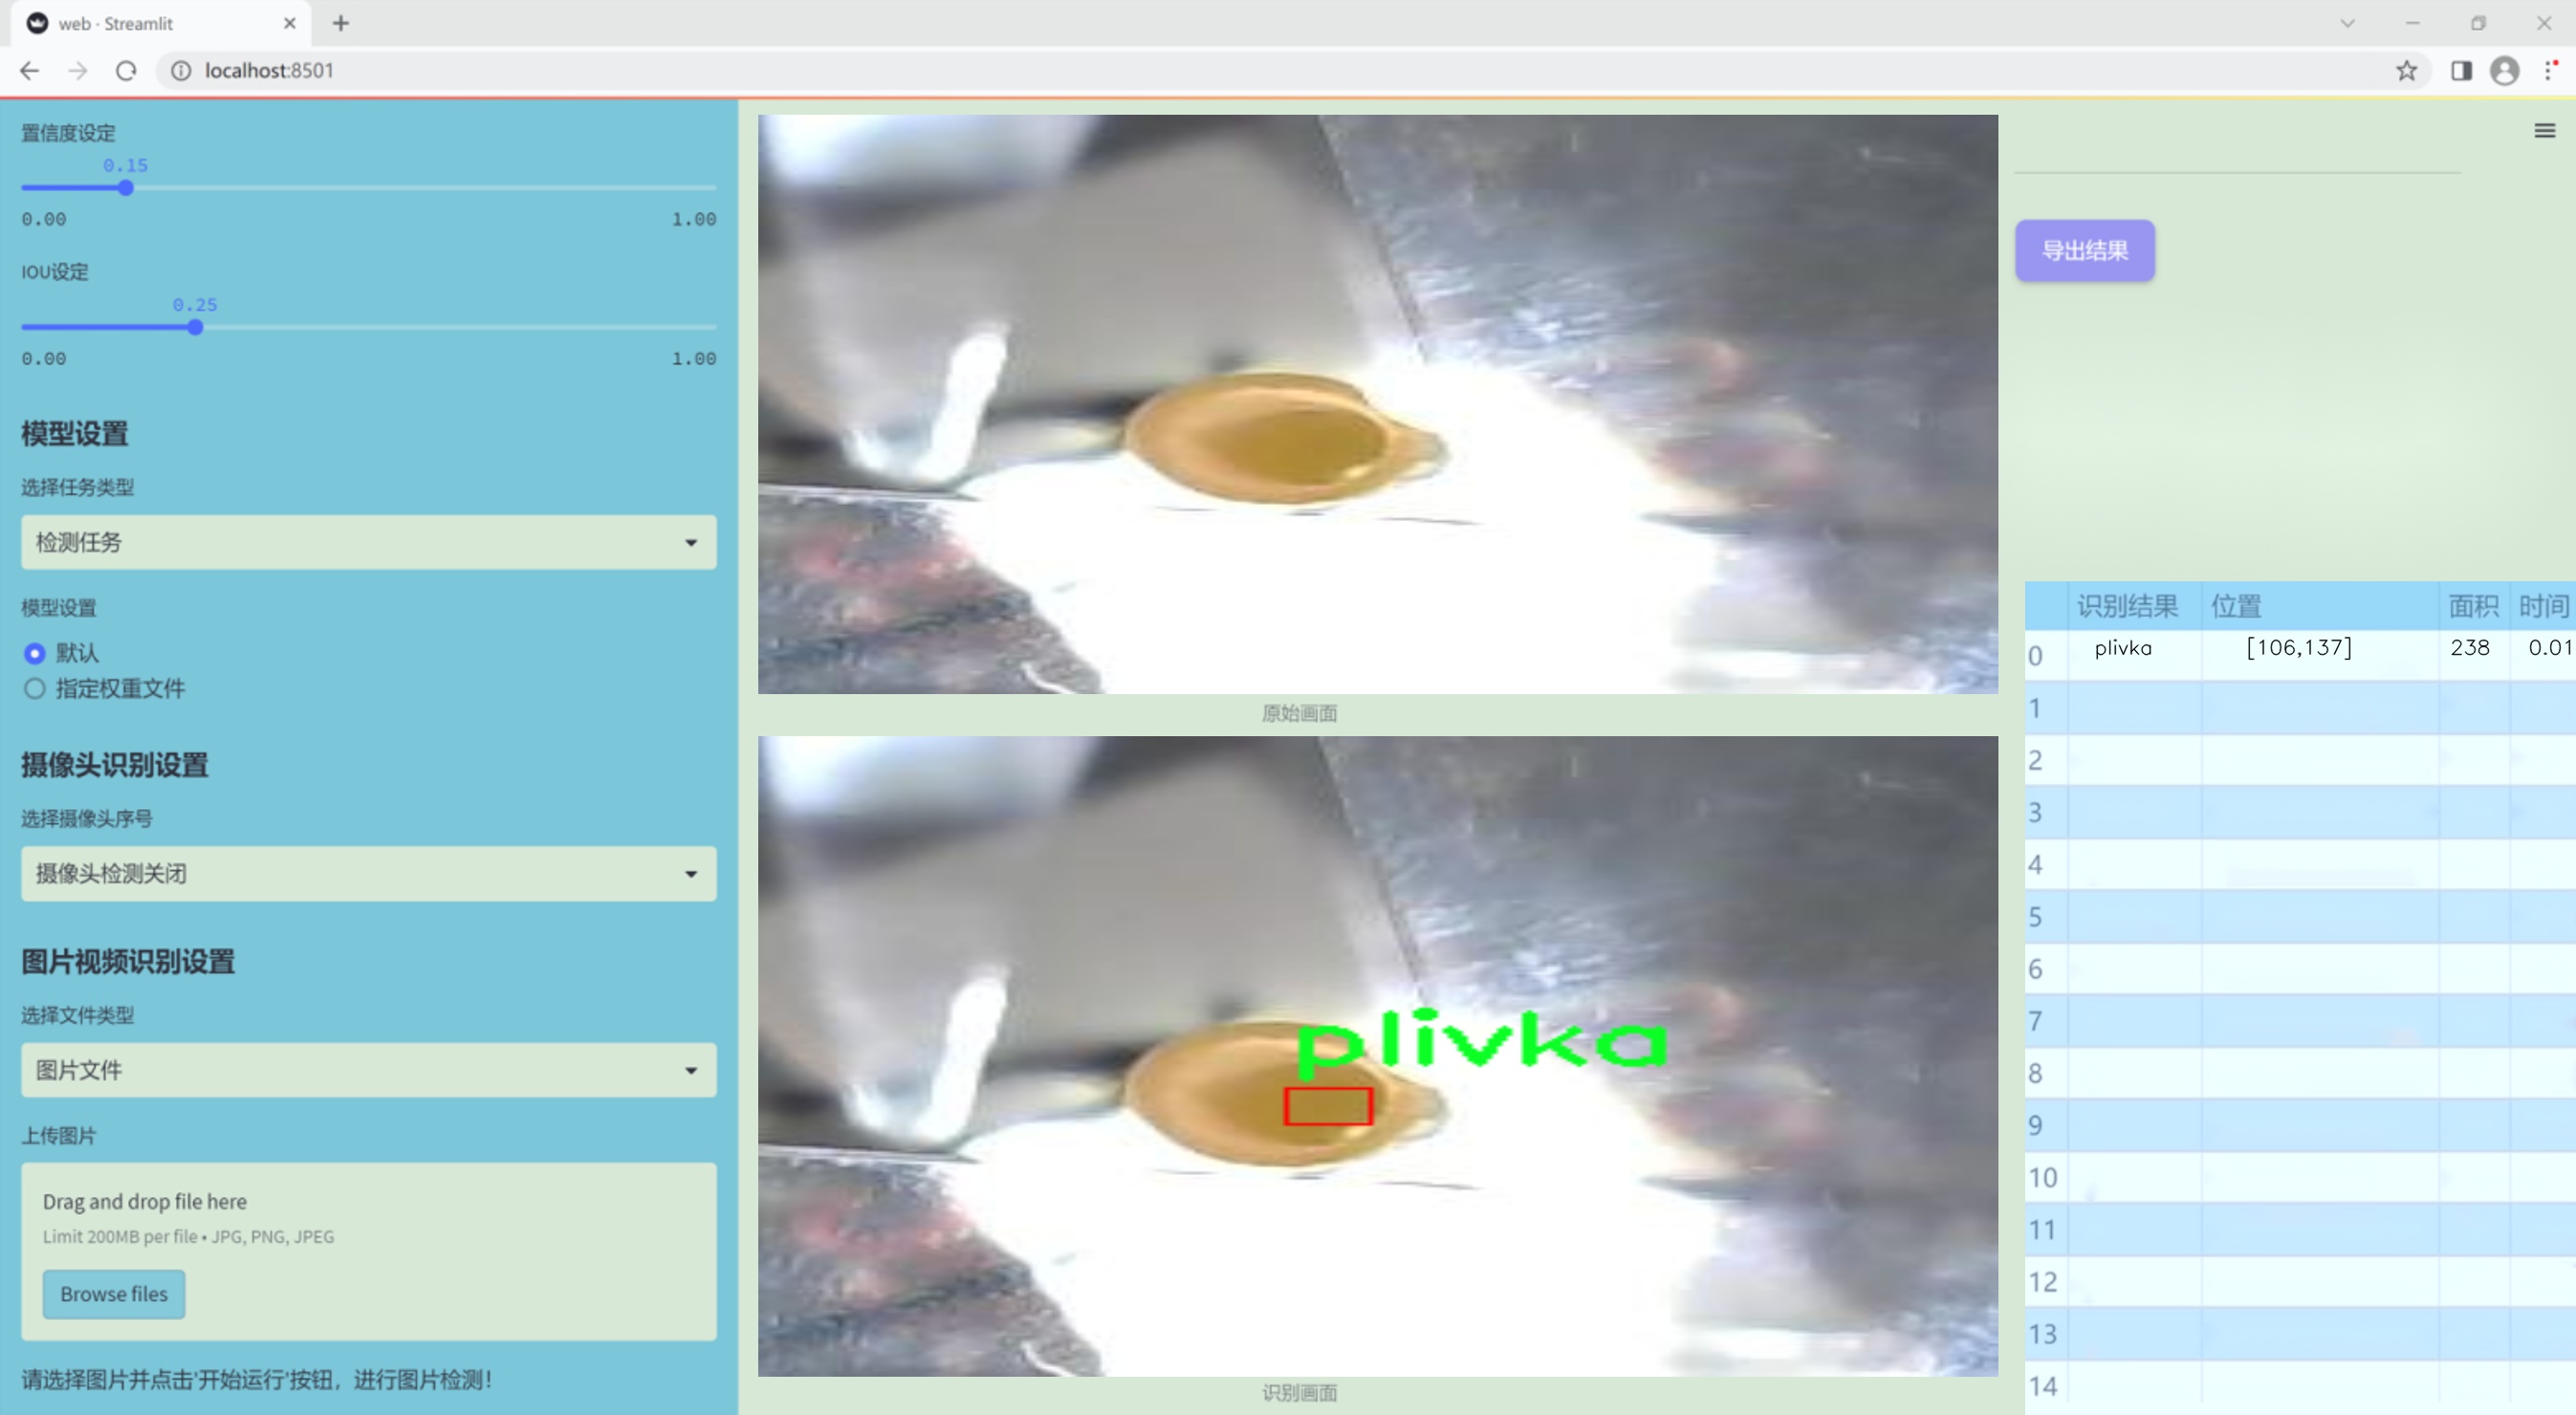 web · Streamlit
localhost:8501
置信度设定
0.15
0.00 1.00
IOU设定
0.25
0.00 1.00
模型设置
选择任务类型
检测任务
模型设置
默认
指定权重文件
摄像头识别设置
选择摄像头序号
摄像头检测关闭
图片视频识别设置
选择文件类型
图片文件
上传图片
Drag and drop file here
Limit 200MB per file • JPG, PNG, JPEG
Browse files
请选择图片并点击'开始运行'按钮，进行图片检测！
原始画面
plivka
识别画面
导出结果
识别结果 位置 面积 时间
0 plivka [106,137] 238 0.01
1
2
3
4
5
6
7
8
9
10
11
12
13
14